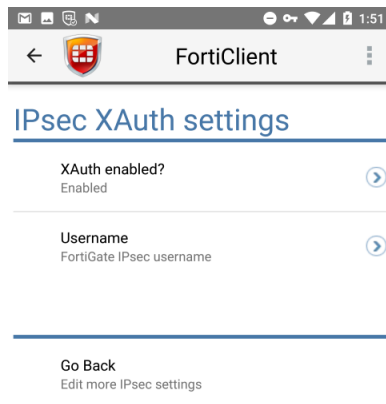 1:51
FortiClient
IPsec XAuth settings
XAuth enabled?
Enabled
Username
FortiGate IPsec username
Go Back
Edit more IPsec settings